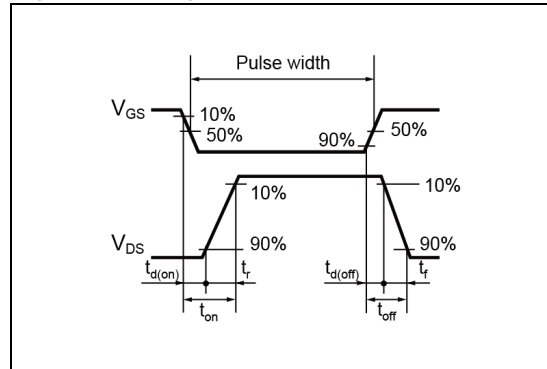 Pulse width
V_GS
10%
50%
90%
50%
10%
10%
V_DS
90%
90%
t_d(on)
t_r
t_d(off)
t_f
t_on
t_off